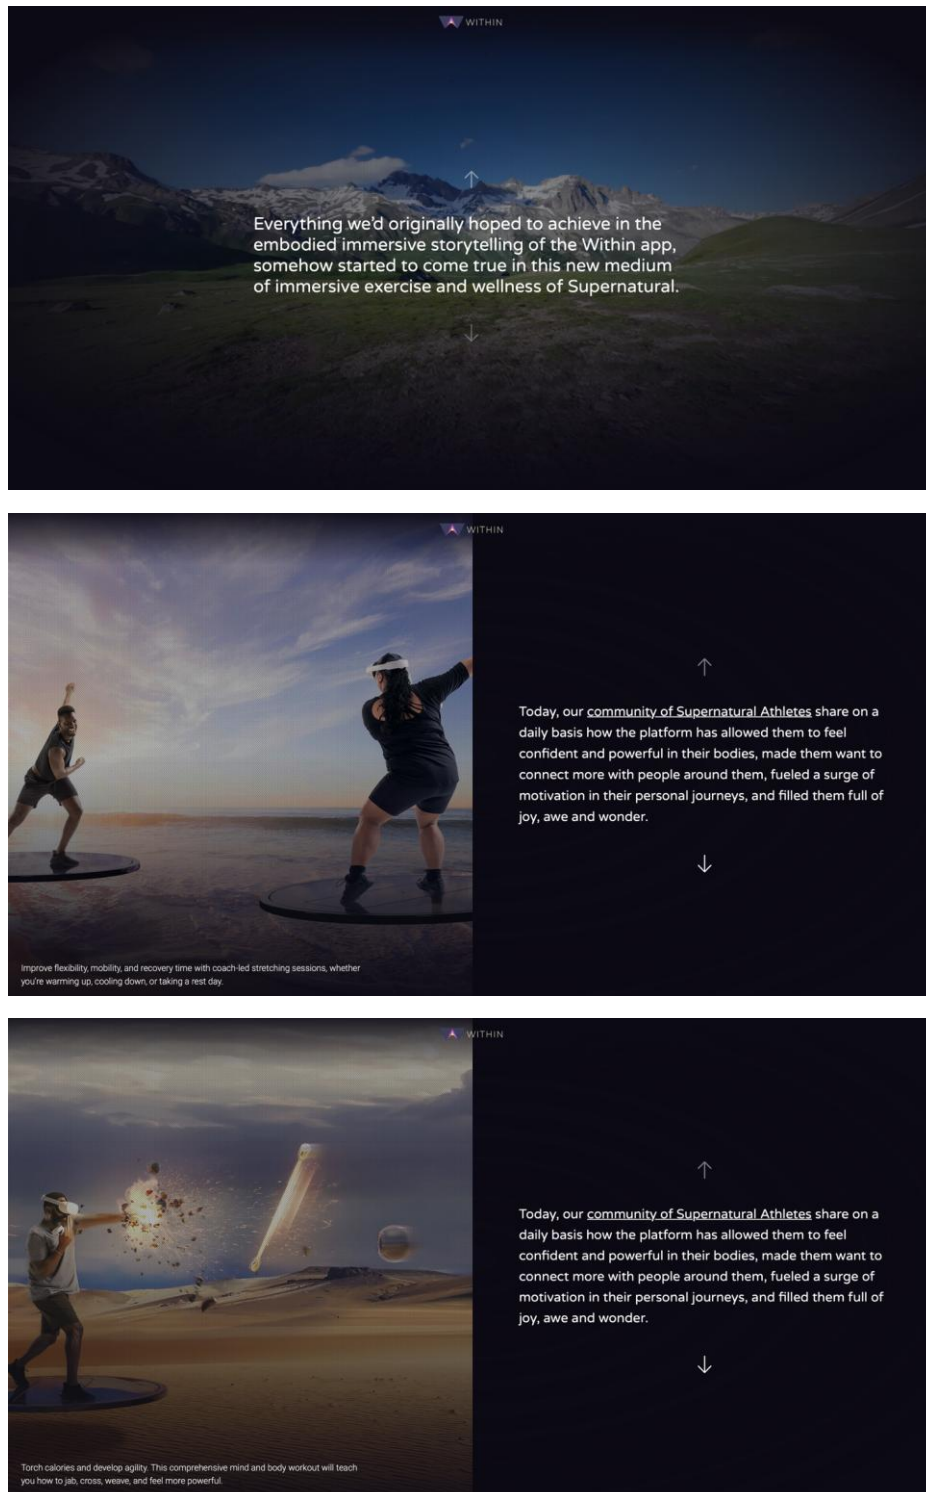 WITHIN
Everything we'd originally hoped to achieve in the
embodied immersive storytelling of the Within app,
somehow started to come true in this new medium
of immersive exercise and wellness of Supernatural.
WITHIN
Today, our community of Supernatural Athletes share on a
daily basis how the platform has allowed them to feel
confident and powerful in their bodies, made them want to
connect more with people around them, fueled a surge of
motivation in their personal journeys, and filled them full of
joy, awe and wonder.
Improve flexibility, mobility, and recovery time with coach-led stretching sessions, whether
you're warming up, cooling down, or taking a rest day.
WITHIN
Today, our community of Supernatural Athletes share on a
daily basis how the platform has allowed them to feel
confident and powerful in their bodies, made them want to
connect more with people around them, fueled a surge of
motivation in their personal journeys, and filled them full of
joy, awe and wonder.
Torch calories and develop agility. This comprehensive mind and body workout will teach
you how to jab, cross, weave, and feel more powerful.